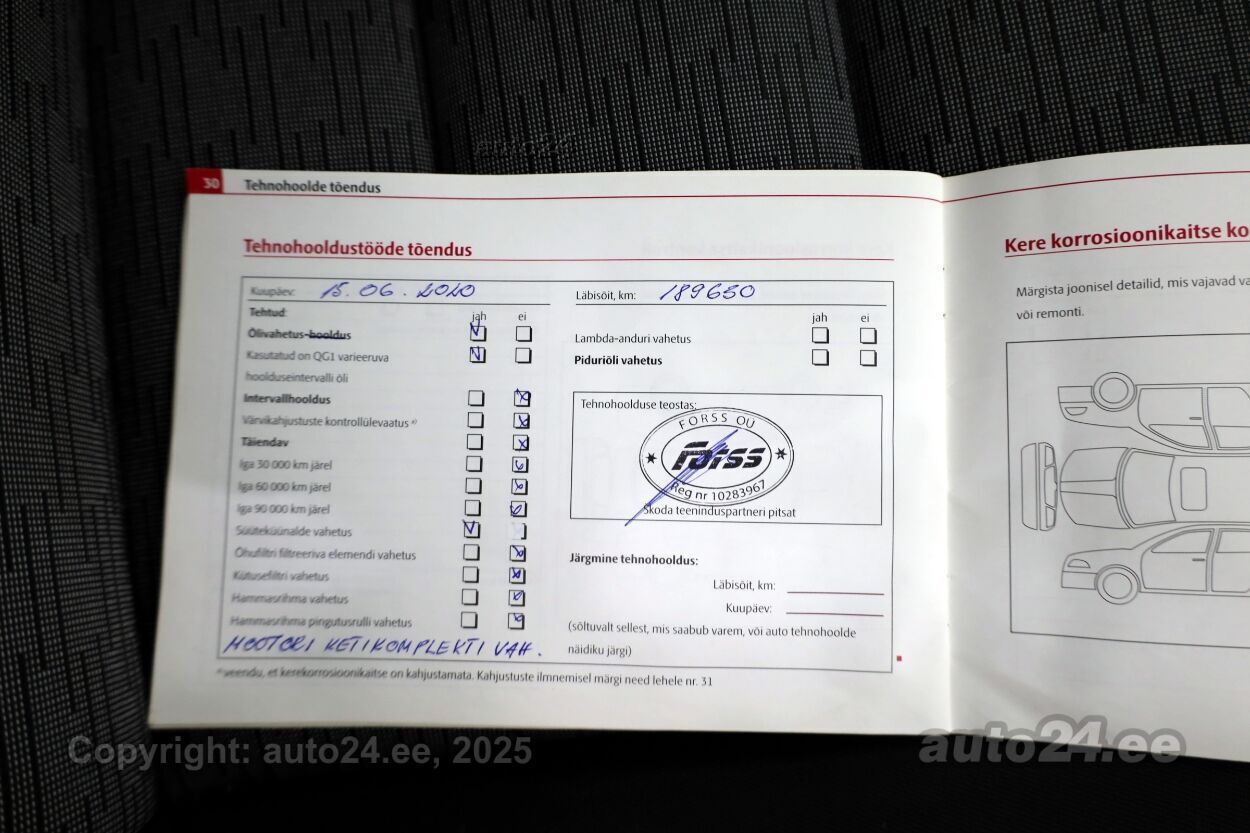 auto24
30 Tehnohoolde tõendus
Tehnohooldustööde tõendus
Kuupäev: 15.06.2020
Tehtud:
jah ei
Õlivahetus-hooldus
Kasutatud on QG1 varieeruva
hoolduseintervalli õli
Intervallhooldus
Värvikahjustuste kontrollülevaatus a)
Täiendav
Iga 30 000 km järel
Iga 60 000 km järel
Iga 90 000 km järel
Süüteküünalde vahetus
Õhufiltri filtreeriva elemendi vahetus
Kütusefiltri vahetus
Hammasrihma vahetus
Hammasrihma pingutusrulli vahetus
MOOTORI KETIKOMPLEKTI VAH.
a) veendu, et kerekorrosioonikaitse on kahjustamata. Kahjustuste ilmnemisel märgi need lehele nr. 31
Läbisõit, km: 189630
jah ei
Lambda-anduri vahetus
Piduriõli vahetus
Tehnohoolduse teostas:
FORSS OÜ
Forss
Reg nr 10283967
Skoda teeninduspartneri pitsat
Järgmine tehnohooldus:
Läbisõit, km:
Kuupäev:
(sõltuvalt sellest, mis saabub varem, või auto tehnohoolde
näidiku järgi)
Kere korrosioonikaitse ko
Märgista joonisel detailid, mis vajavad va
või remonti.
Copyright: auto24.ee, 2025
auto24.ee